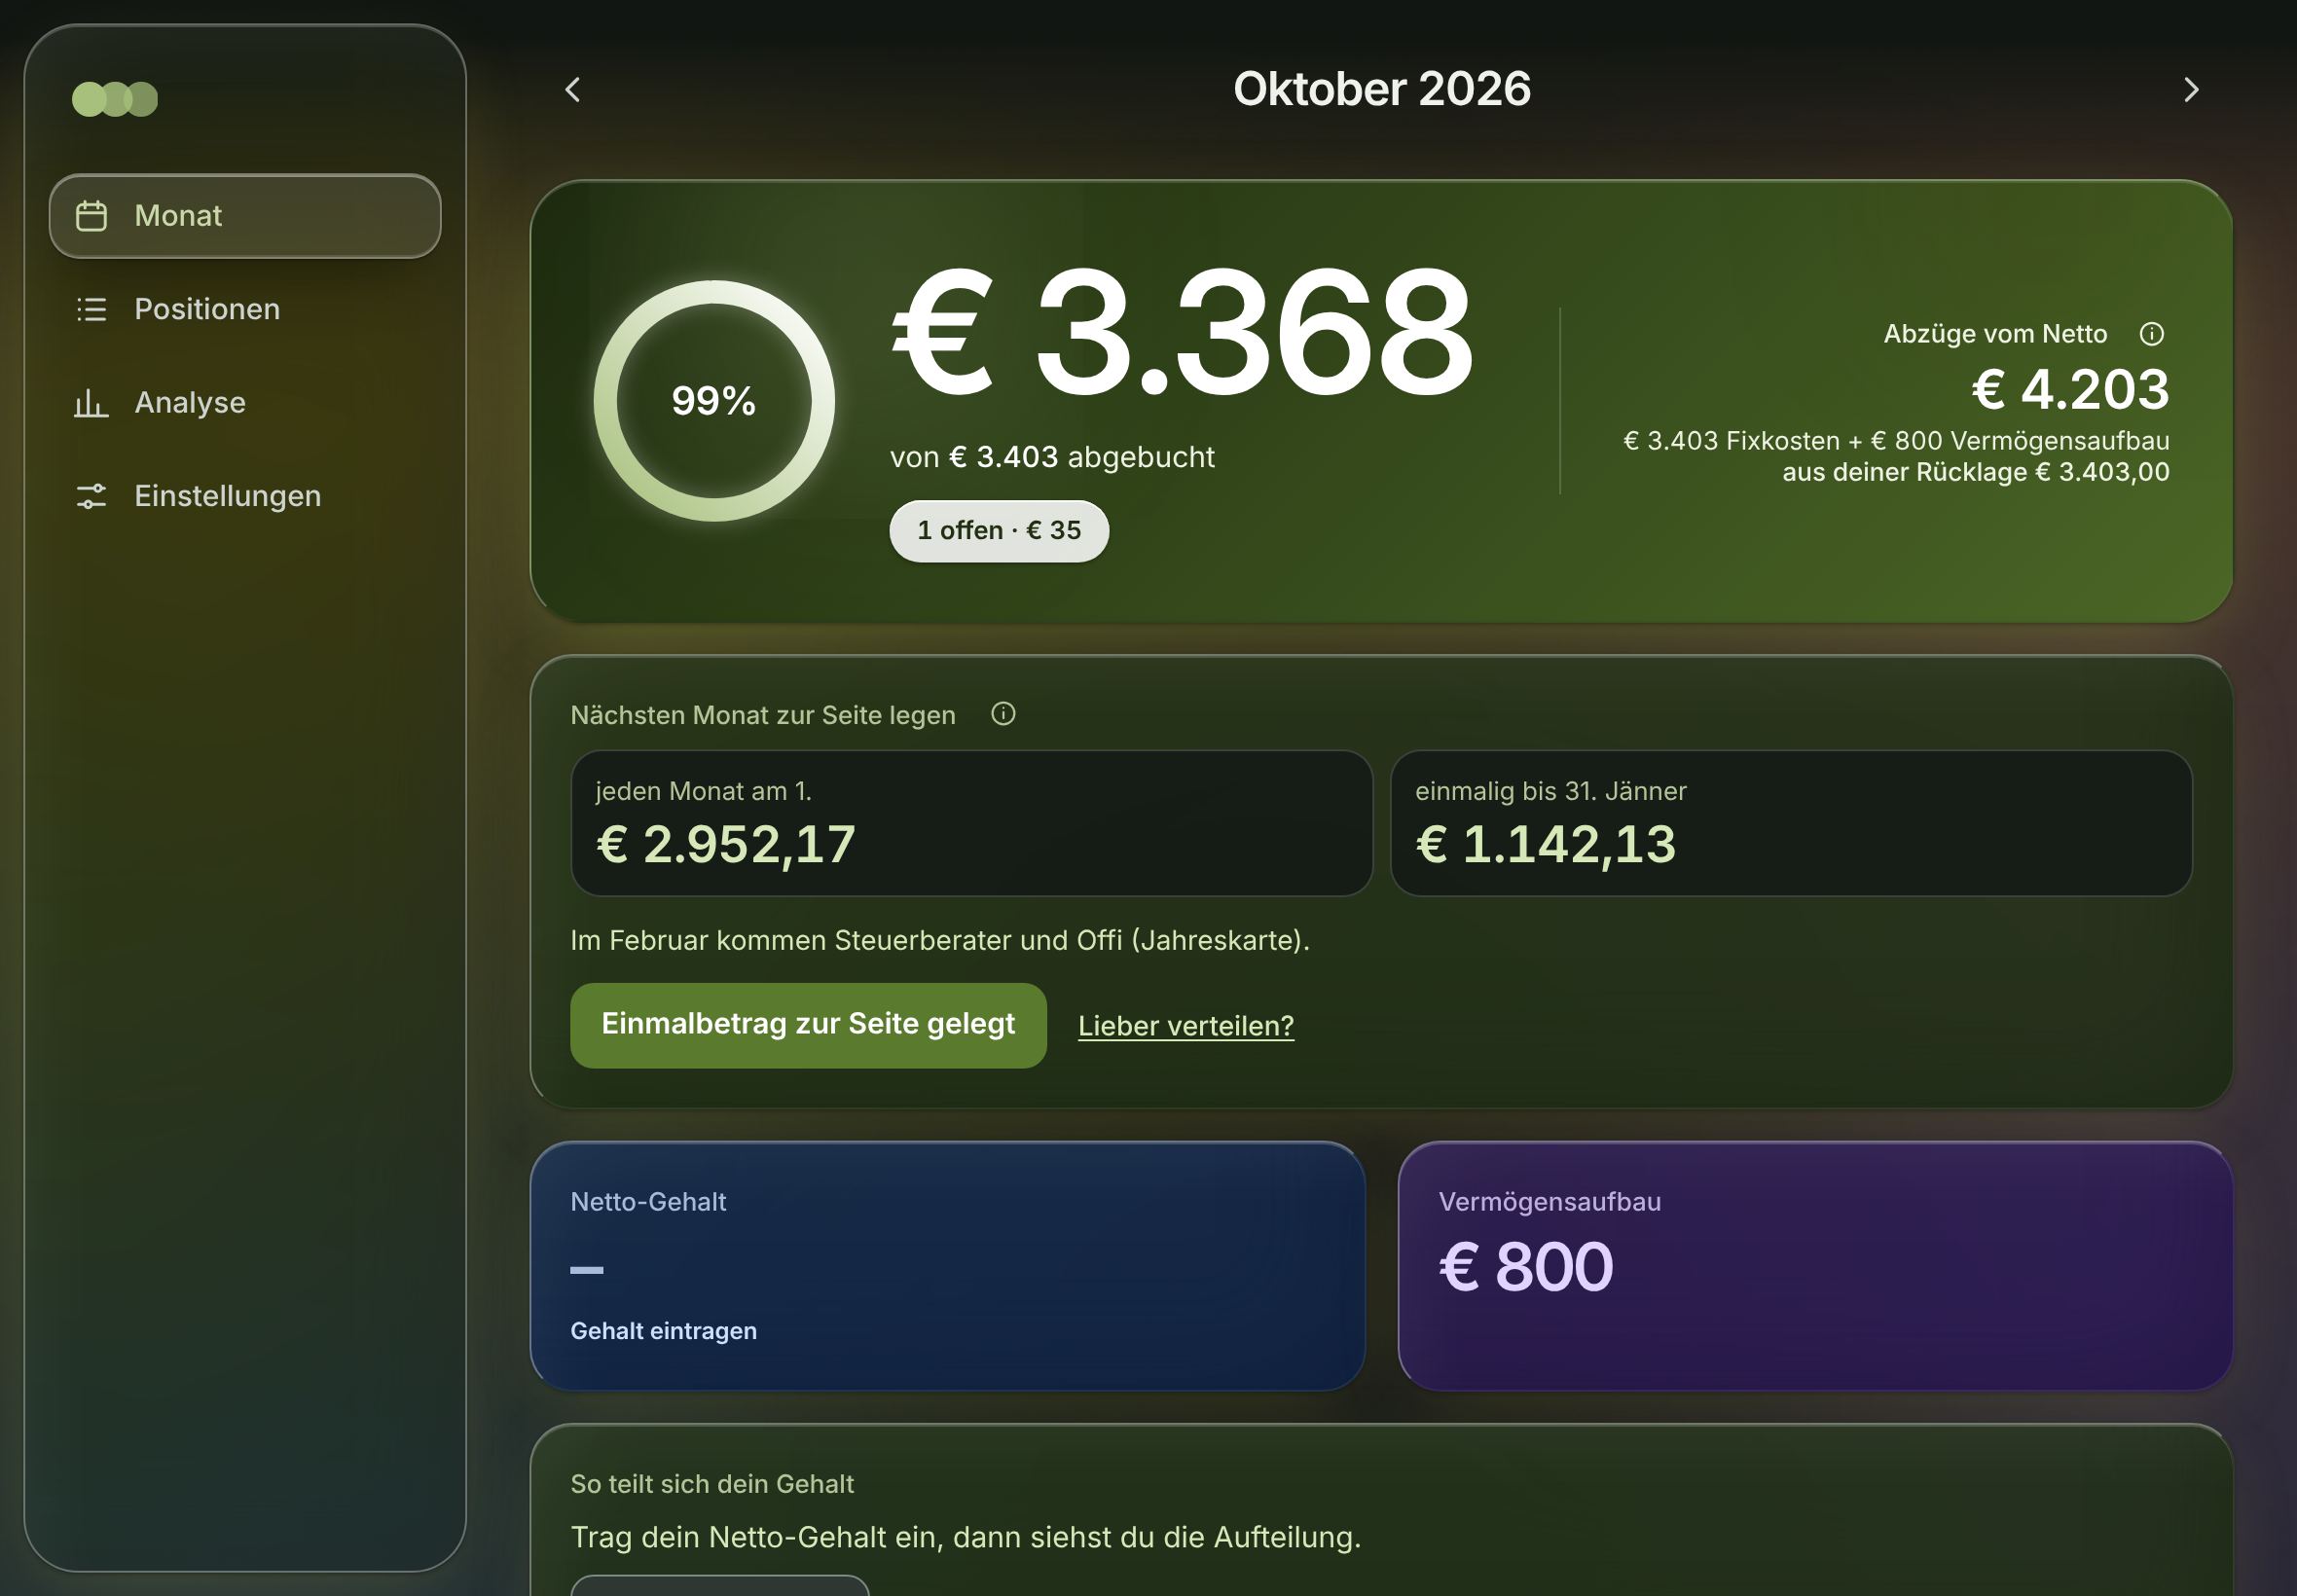 Oktober 2026
Monat
Positionen
Analyse
Einstellungen
99%
€ 3.368
von € 3.403 abgebucht
1 offen · € 35
Abzüge vom Netto
€ 4.203
€ 3.403 Fixkosten + € 800 Vermögensaufbau
aus deiner Rücklage € 3.403,00
Nächsten Monat zur Seite legen
jeden Monat am 1.
€ 2.952,17
einmalig bis 31. Jänner
€ 1.142,13
Im Februar kommen Steuerberater und Offi (Jahreskarte).
Einmalbetrag zur Seite gelegt
Lieber verteilen?
Netto-Gehalt
–
Gehalt eintragen
Vermögensaufbau
€ 800
So teilt sich dein Gehalt
Trag dein Netto-Gehalt ein, dann siehst du die Aufteilung.